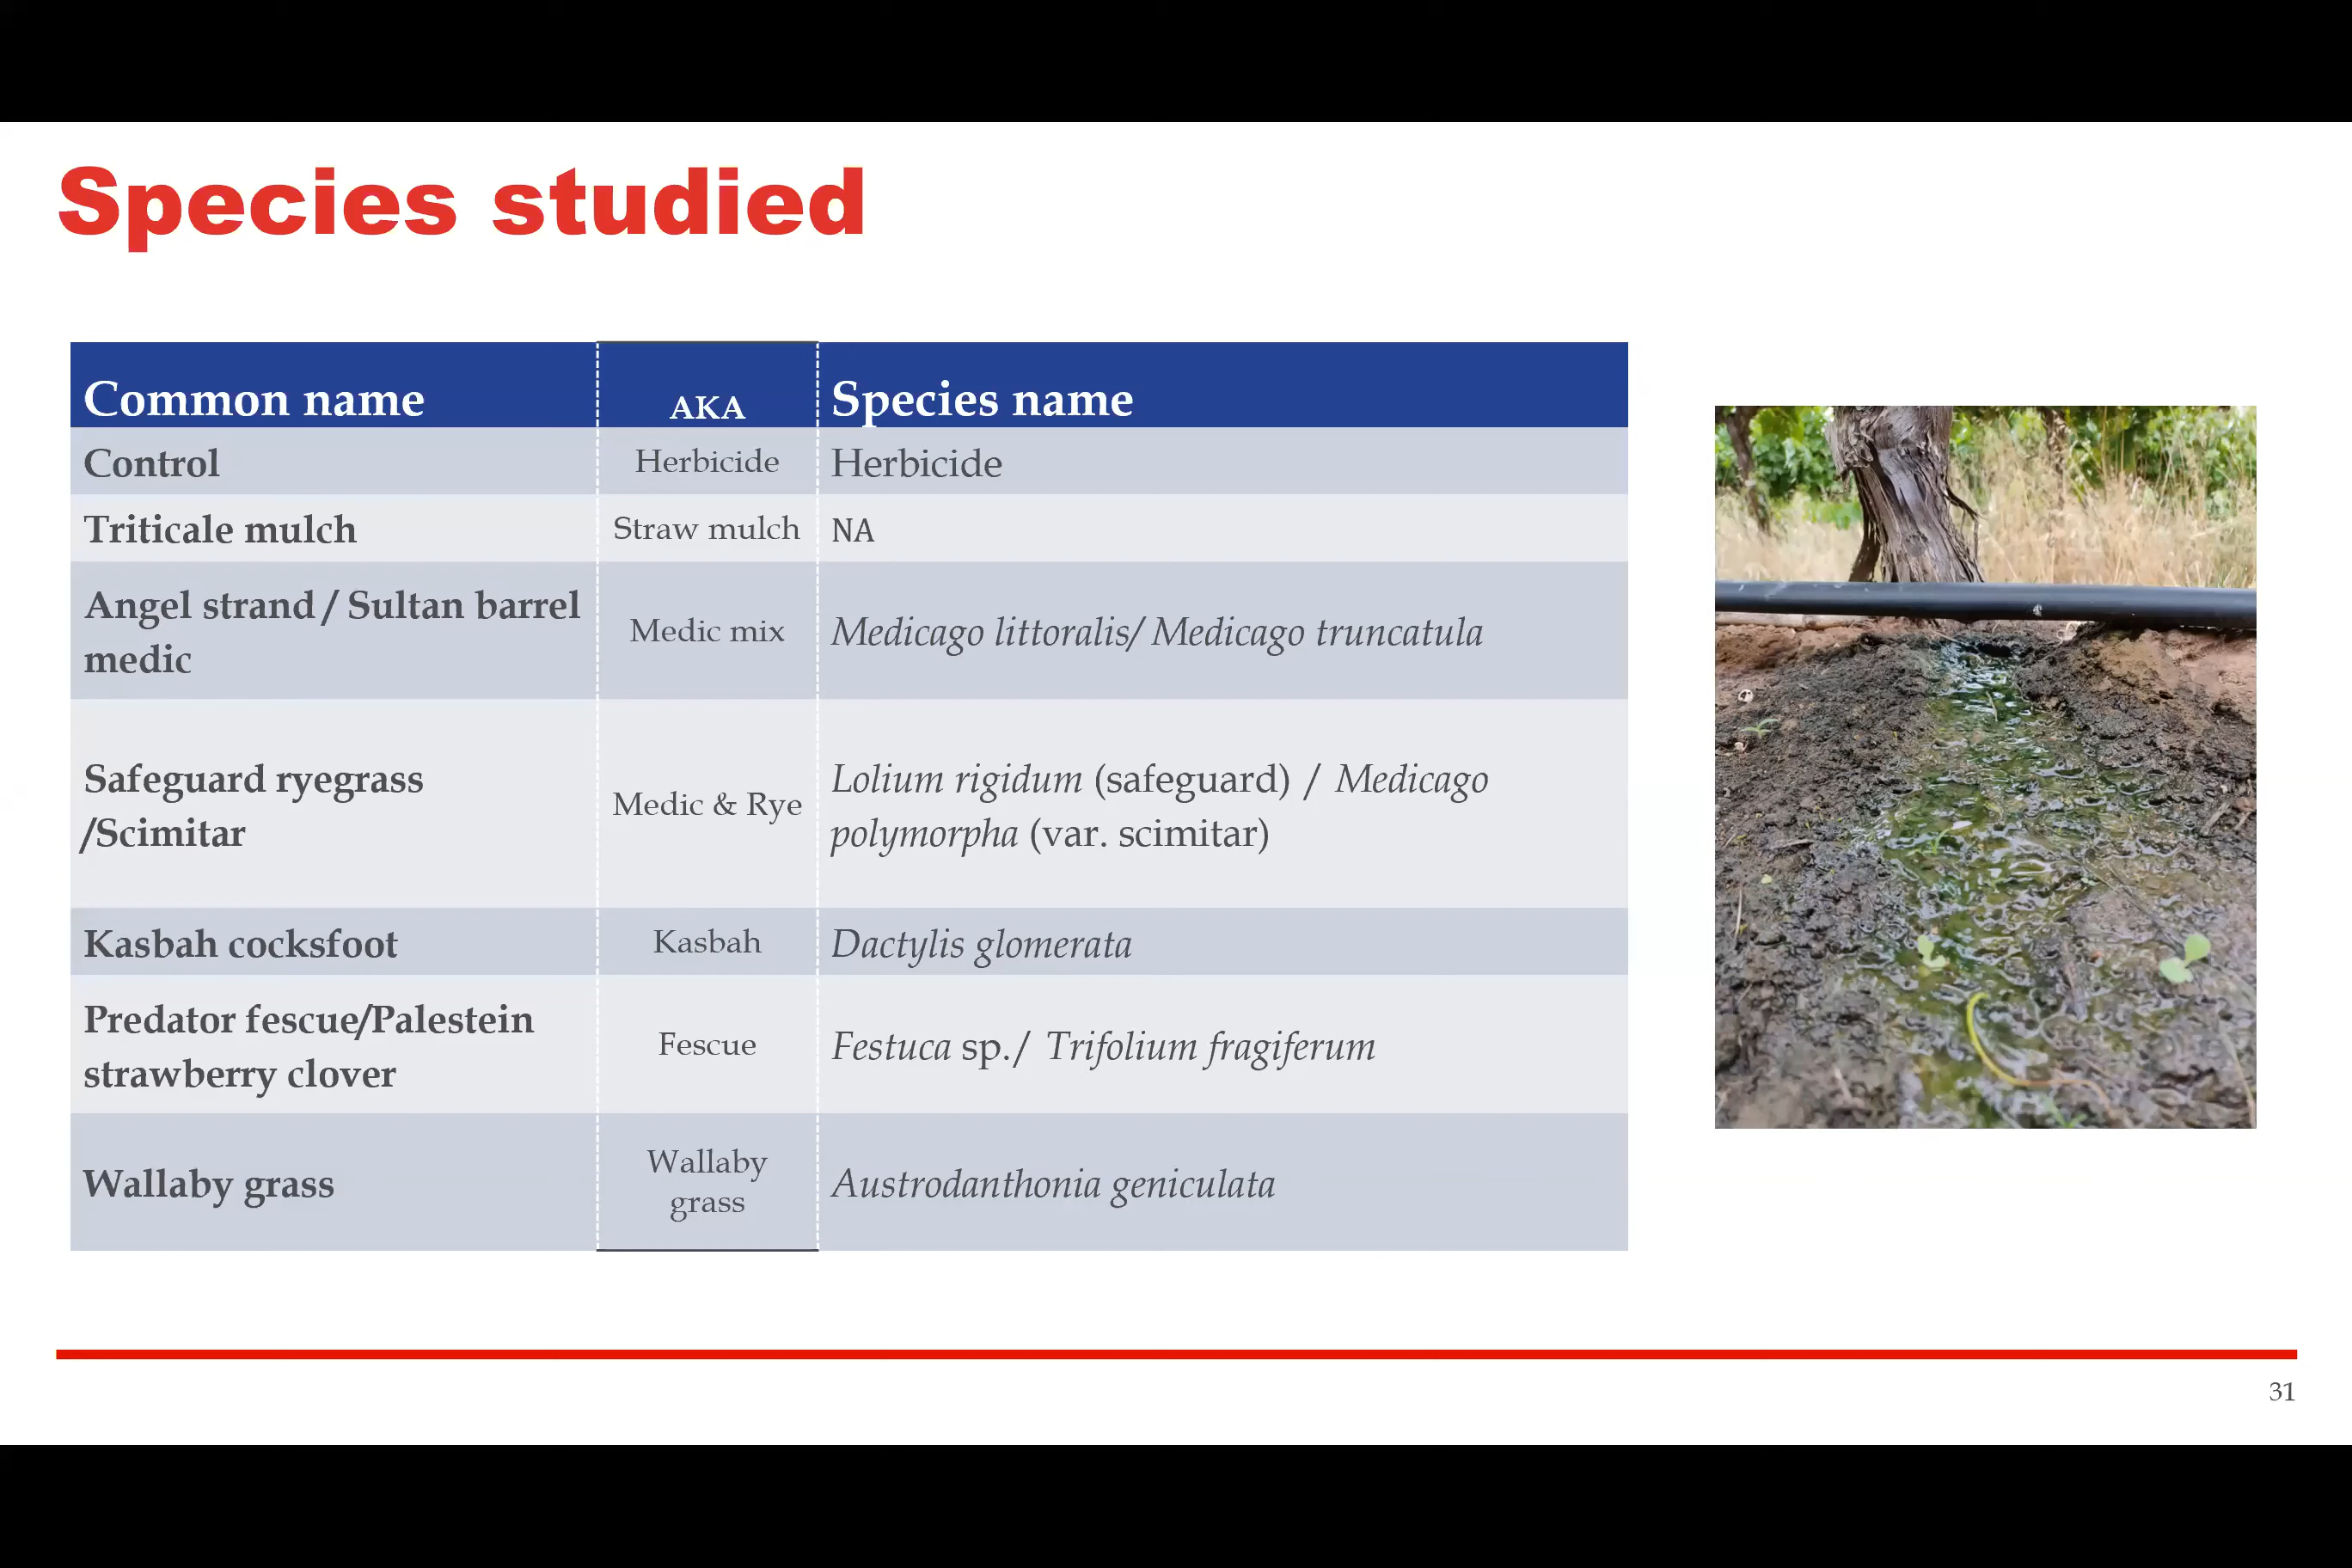 Species studied
Common name
AKA
Species name
Control
Herbicide
Herbicide
Triticale mulch
Straw mulch
NA
Angel strand / Sultan barrel
medic
Medic mix
Medicago littoralis/ Medicago truncatula
Safeguard ryegrass
/Scimitar
Medic & Rye
Lolium rigidum (safeguard) / Medicago
polymorpha (var. scimitar)
Kasbah cocksfoot
Kasbah
Dactylis glomerata
Predator fescue/Palestein
strawberry clover
Fescue
Festuca sp./ Trifolium fragiferum
Wallaby grass
Wallaby
grass
Austrodanthonia geniculata
31